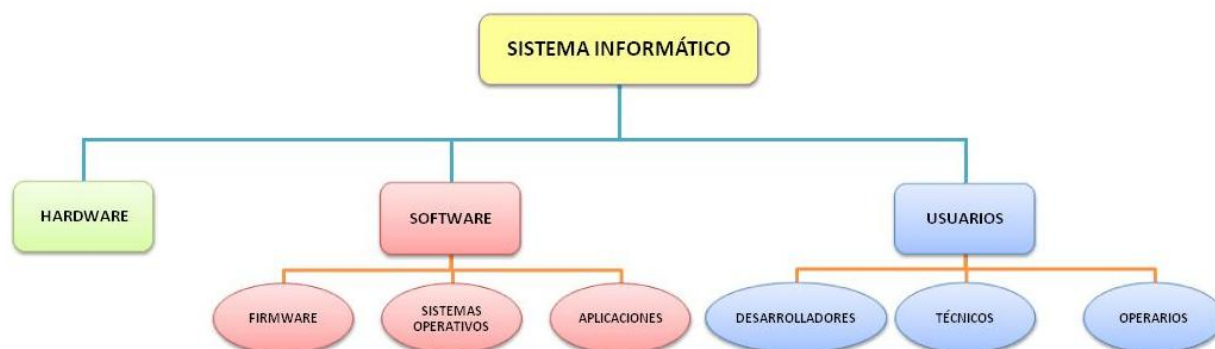 SISTEMA INFORMÁTICO
HARDWARE
SOFTWARE
USUARIOS
FIRMWARE
SISTEMAS
OPERATIVOS
APLICACIONES
DESARROLLADORES
TÉCNICOS
OPERARIOS